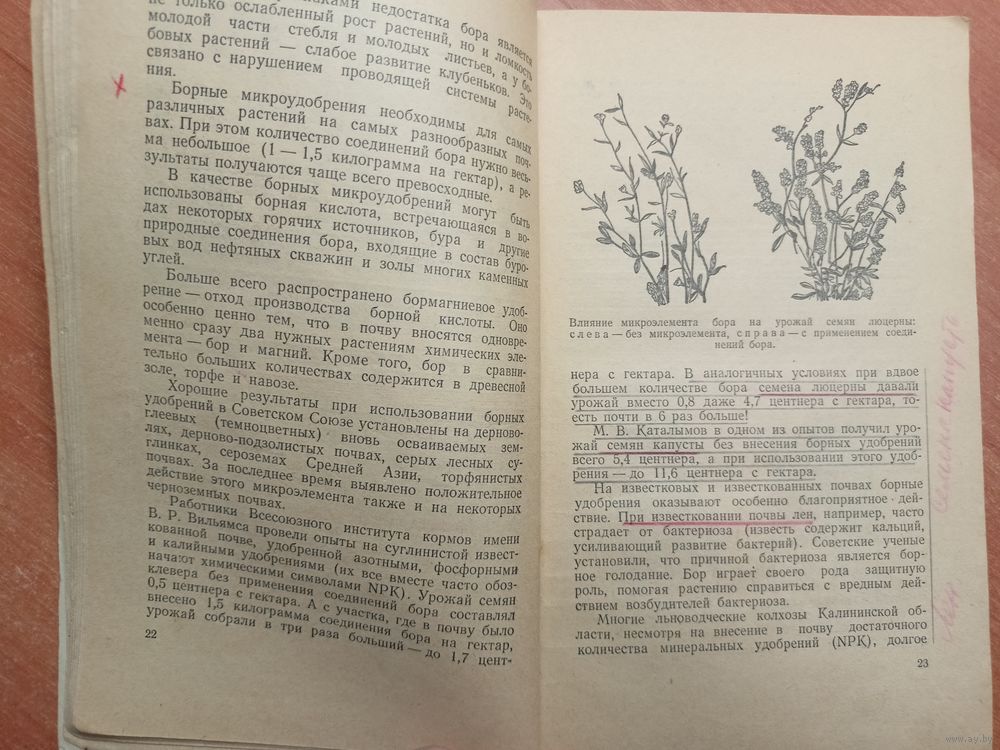 знаками недостатка бора является
не только ослабленный рост растений, но и ломкость
молодой части стебля и молодых листьев, а у бо-
бовых растений — слабое развитие клубеньков. Это
связано с нарушением проводящей системы расте-
ния.
Борные микроудобрения необходимы для самых
различных растений на самых разнообразных поч-
вах. При этом количество соединений бора нужно весь-
ма небольшое (1 — 1,5 килограмма на гектар), а ре-
зультаты получаются чаще всего превосходные.
В качестве борных микроудобрений могут быть
использованы борная кислота, встречающаяся в во-
дах некоторых горячих источников, бура и другие
природные соединения бора, входящие в состав буро-
вых вод нефтяных скважин и золы многих каменных
углей.
Больше всего распространено бормагниевое удоб-
рение — отход производства борной кислоты. Оно
особенно ценно тем, что в почву вносятся одновре-
менно сразу два нужных растениям химических эле-
мента — бор и магний. Кроме того, бор в сравни-
тельно больших количествах содержится в древесной
золе, торфе и навозе.
Хорошие результаты при использовании борных
удобрений в Советском Союзе установлены на дерново-
глеевых (темноцветных) вновь осваиваемых зем-
лях, дерново-подзолистых почвах, серых лесных су-
глинках, сероземах Средней Азии, торфянистых
почвах. За последнее время выявлено положительное
действие этого микроэлемента также и на некоторых
черноземных почвах.
Работники Всесоюзного института кормов имени
В. Р. Вильямса провели опыты на суглинистой извест-
кованной почве, удобренной азотными, фосфорными
и калийными удобрениями (их все вместе часто обоз-
начают химическими символами NPK). Урожай семян
клевера без применения соединений бора составлял
0,5 центнера с гектара. А с участка, где в почву было
внесено 1,5 килограмма соединения бора на гектар,
урожай собрали в три раза больший — до 1,7 цент-
22
Влияние микроэлемента бора на урожай семян люцерны:
слева — без микроэлемента, справа — с применением соеди-
нений бора.
нера с гектара. В аналогичных условиях при вдвое
большем количестве бора семена люцерны давали
урожай вместо 0,8 даже 4,7 центнера с гектара, то-
есть почти в 6 раз больше!
М. В. Каталымов в одном из опытов получил уро-
жай семян капусты без внесения борных удобрений
всего 5,4 центнера, а при использовании этого удоб-
рения — до 11,6 центнера с гектара.
На известковых и известкованных почвах борные
удобрения оказывают особенно благоприятное дей-
ствие. При известковании почвы лен, например, часто
страдает от бактериоза (известь содержит кальций,
усиливающий развитие бактерий). Советские ученые
установили, что причиной бактериоза является бор-
ное голодание. Бор играет своего рода защитную
роль, помогая растению справиться с вредным дей-
ствием возбудителей бактериоза.
Многие льноводческие колхозы Калининской об-
ласти, несмотря на внесение в почву достаточного
количества минеральных удобрений (NPK), долгое
23
Семена капусты
Лен
www.ay.by